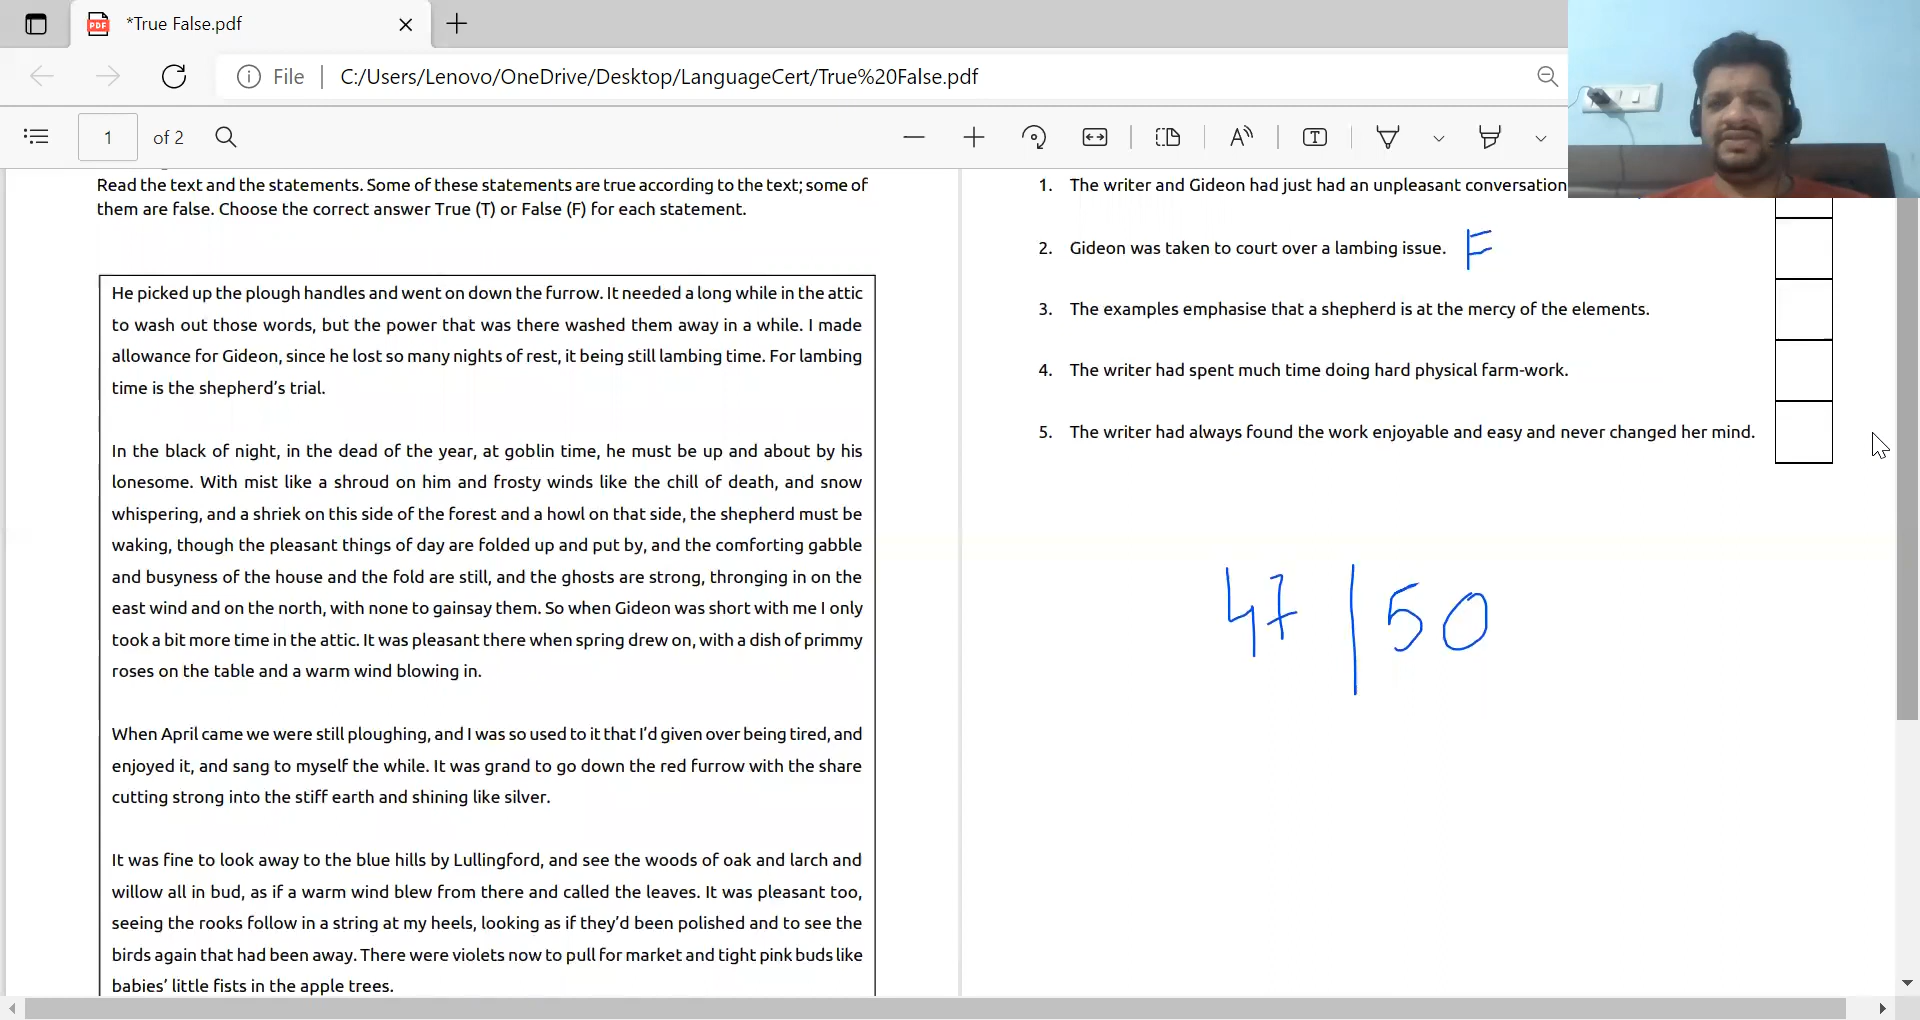 *True False.pdf
File C:/Users/Lenovo/OneDrive/Desktop/LanguageCert/True%20False.pdf
1 of 2
Read the text and the statements. Some of these statements are true according to the text; some of
them are false. Choose the correct answer True (T) or False (F) for each statement.
He picked up the plough handles and went on down the furrow. It needed a long while in the attic
to wash out those words, but the power that was there washed them away in a while. I made
allowance for Gideon, since he lost so many nights of rest, it being still lambing time. For lambing
time is the shepherd's trial.
In the black of night, in the dead of the year, at goblin time, he must be up and about by his
lonesome. With mist like a shroud on him and frosty winds like the chill of death, and snow
whispering, and a shriek on this side of the forest and a howl on that side, the shepherd must be
waking, though the pleasant things of day are folded up and put by, and the comforting gabble
and busyness of the house and the fold are still, and the ghosts are strong, thronging in on the
east wind and on the north, with none to gainsay them. So when Gideon was short with me I only
took a bit more time in the attic. It was pleasant there when spring drew on, with a dish of primmy
roses on the table and a warm wind blowing in.
When April came we were still ploughing, and I was so used to it that I'd given over being tired, and
enjoyed it, and sang to myself the while. It was grand to go down the red furrow with the share
cutting strong into the stiff earth and shining like silver.
It was fine to look away to the blue hills by Lullingford, and see the woods of oak and larch and
willow all in bud, as if a warm wind blew from there and called the leaves. It was pleasant too,
seeing the rooks follow in a string at my heels, looking as if they'd been polished and to see the
birds again that had been away. There were violets now to pull for market and tight pink buds like
babies' little fists in the apple trees.
1. The writer and Gideon had just had an unpleasant conversation
2. Gideon was taken to court over a lambing issue. F
3. The examples emphasise that a shepherd is at the mercy of the elements.
4. The writer had spent much time doing hard physical farm-work.
5. The writer had always found the work enjoyable and easy and never changed her mind.
47 | 50